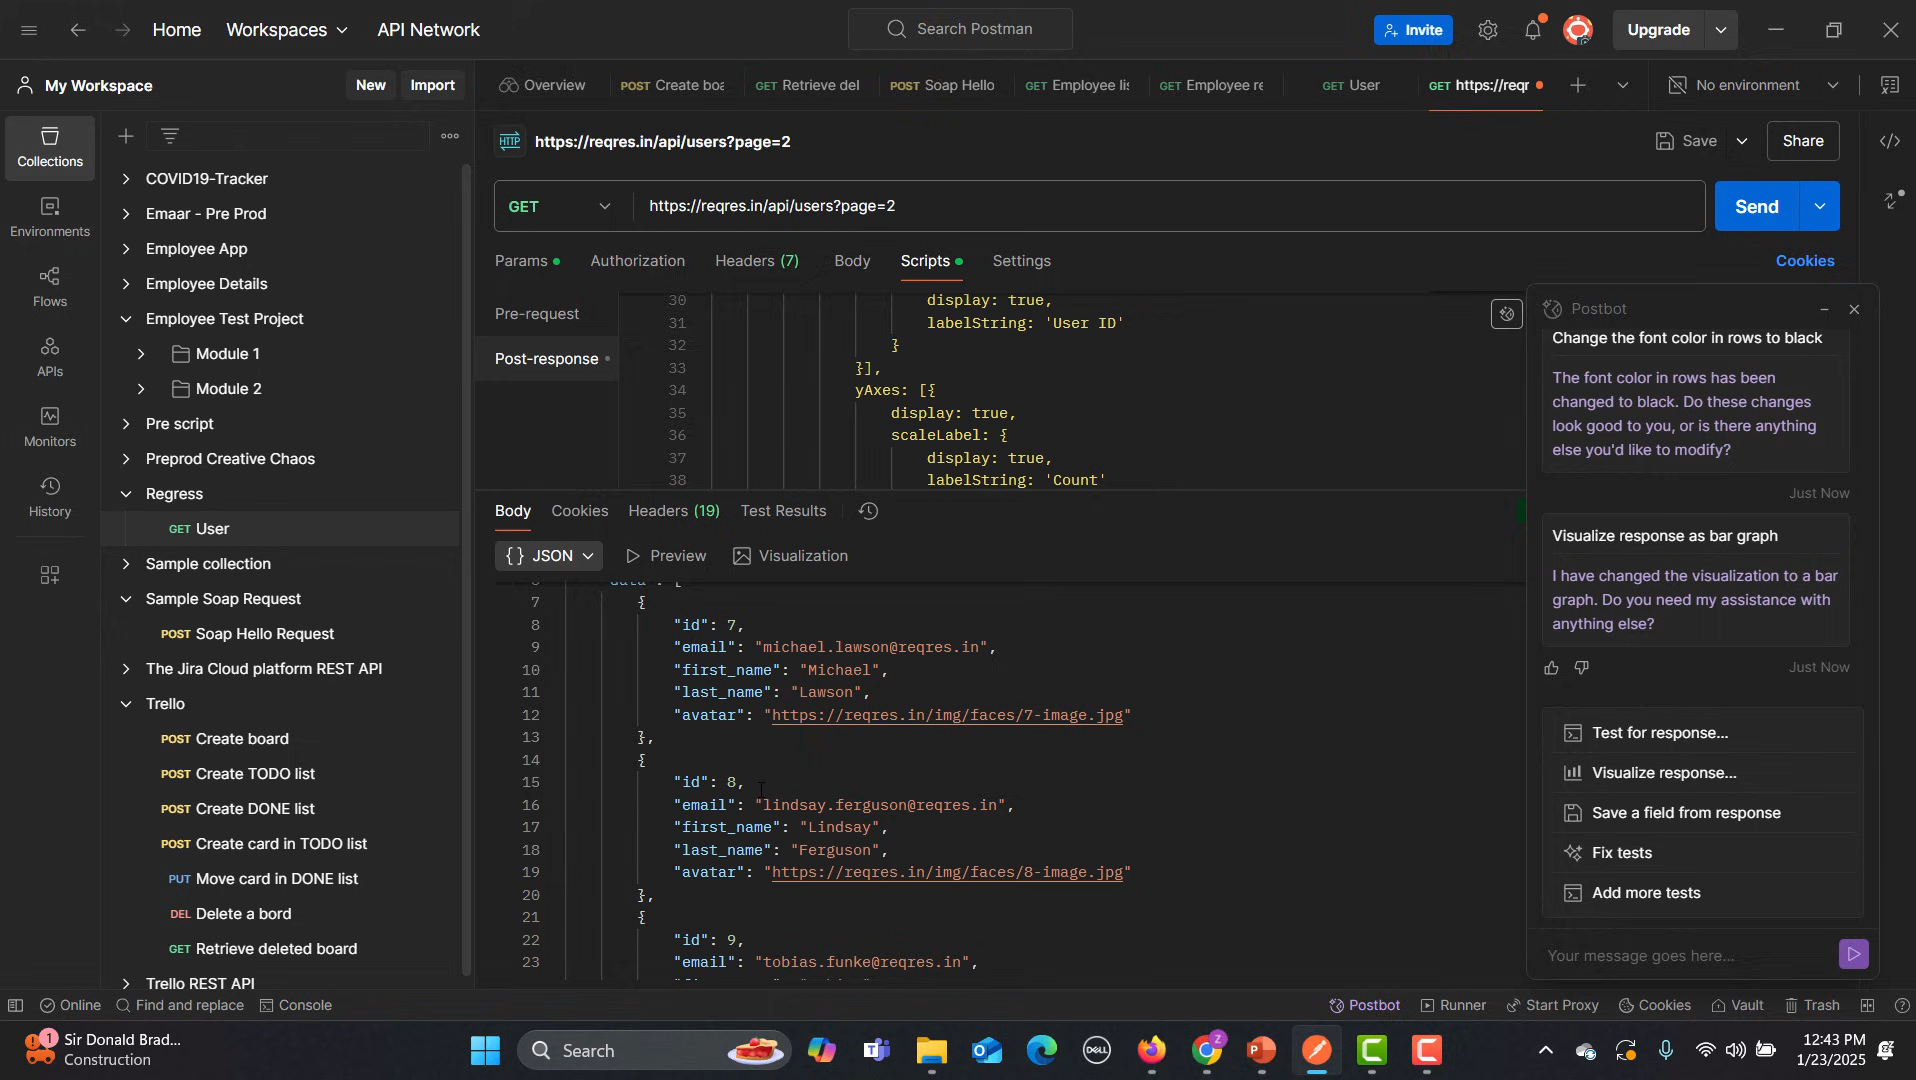 Home
Workspaces
API Network
Search Postman
Invite
Upgrade
My Workspace
New
Import
Overview
POST Create boa
GET Retrieve del
POST Soap Hello
GET Employee lis
GET Employee re
GET User
GET https://reqr
No environment
Collections
Environments
Flows
APIs
Monitors
History
COVID19-Tracker
Emaar - Pre Prod
Employee App
Employee Details
Employee Test Project
Module 1
Module 2
Pre script
Preprod Creative Chaos
Regress
GET User
Sample collection
Sample Soap Request
POST Soap Hello Request
The Jira Cloud platform REST API
Trello
POST Create board
POST Create TODO list
POST Create DONE list
POST Create card in TODO list
PUT Move card in DONE list
DEL Delete a bord
GET Retrieve deleted board
Trello REST API
HTTP https://reqres.in/api/users?page=2
Save
Share
GET
https://reqres.in/api/users?page=2
Send
Params
Authorization
Headers (7)
Body
Scripts
Settings
Cookies
Pre-request
Post-response
30 display: true,
31 labelString: 'User ID'
32 }
33 }],
34 yAxes: [{
35 display: true,
36 scaleLabel: {
37 display: true,
38 labelString: 'Count'
Body
Cookies
Headers (19)
Test Results
{} JSON
Preview
Visualization
7 {
8 "id": 7,
9 "email": "michael.lawson@reqres.in",
10 "first_name": "Michael",
11 "last_name": "Lawson",
12 "avatar": "https://reqres.in/img/faces/7-image.jpg"
13 },
14 {
15 "id": 8,
16 "email": "lindsay.ferguson@reqres.in",
17 "first_name": "Lindsay",
18 "last_name": "Ferguson",
19 "avatar": "https://reqres.in/img/faces/8-image.jpg"
20 },
21 {
22 "id": 9,
23 "email": "tobias.funke@reqres.in",
Postbot
Change the font color in rows to black
The font color in rows has been
changed to black. Do these changes
look good to you, or is there anything
else you'd like to modify?
Just Now
Visualize response as bar graph
I have changed the visualization to a bar
graph. Do you need my assistance with
anything else?
Just Now
Test for response...
Visualize response...
Save a field from response
Fix tests
Add more tests
Your message goes here...
Online
Find and replace
Console
Postbot
Runner
Start Proxy
Cookies
Vault
Trash
1
Sir Donald Brad...
Construction
Search
DELL
Z
12:43 PM
1/23/2025